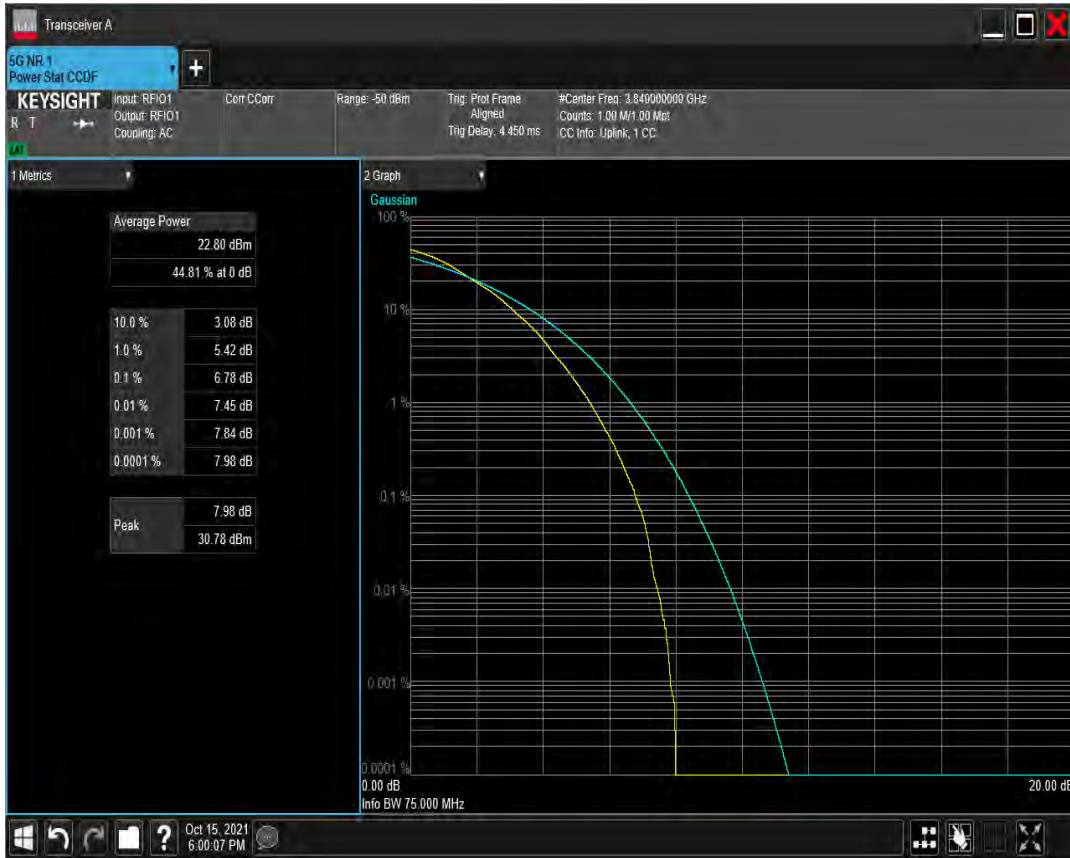 Transceiver A
5G NR 1
Power Stat CCDF
+
KEYSIGHT
R T
Input: RFIO1
Output: RFIO1
Coupling: AC
Corr CCorr
Range: -50 dBm
Trig: Prot Frame
Aligned
Trig Delay: 4.450 ms
#Center Freq: 3.840000000 GHz
Counts: 1.00 M/1.00 Mpt
CC Info: Uplink, 1 CC
1 Metrics
Average Power
22.80 dBm
44.81 % at 0 dB
10.0 % 3.08 dB
1.0 % 5.42 dB
0.1 % 6.78 dB
0.01 % 7.45 dB
0.001 % 7.84 dB
0.0001 % 7.98 dB
Peak
7.98 dB
30.78 dBm
2 Graph
Gaussian
100 %
10 %
1 %
0.1 %
0.01 %
0.001 %
0.0001 %
0.00 dB
20.00 dB
Info BW 75.000 MHz
?
Oct 15, 2021
6:00:07 PM